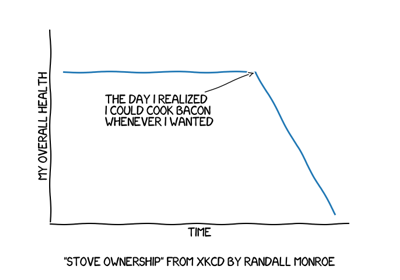 THE DAY I REALIZED
I COULD COOK BACON
WHENEVER I WANTED
MY OVERALL HEALTH
TIME
"STOVE OWNERSHIP" FROM XKCD BY RANDALL MONROE